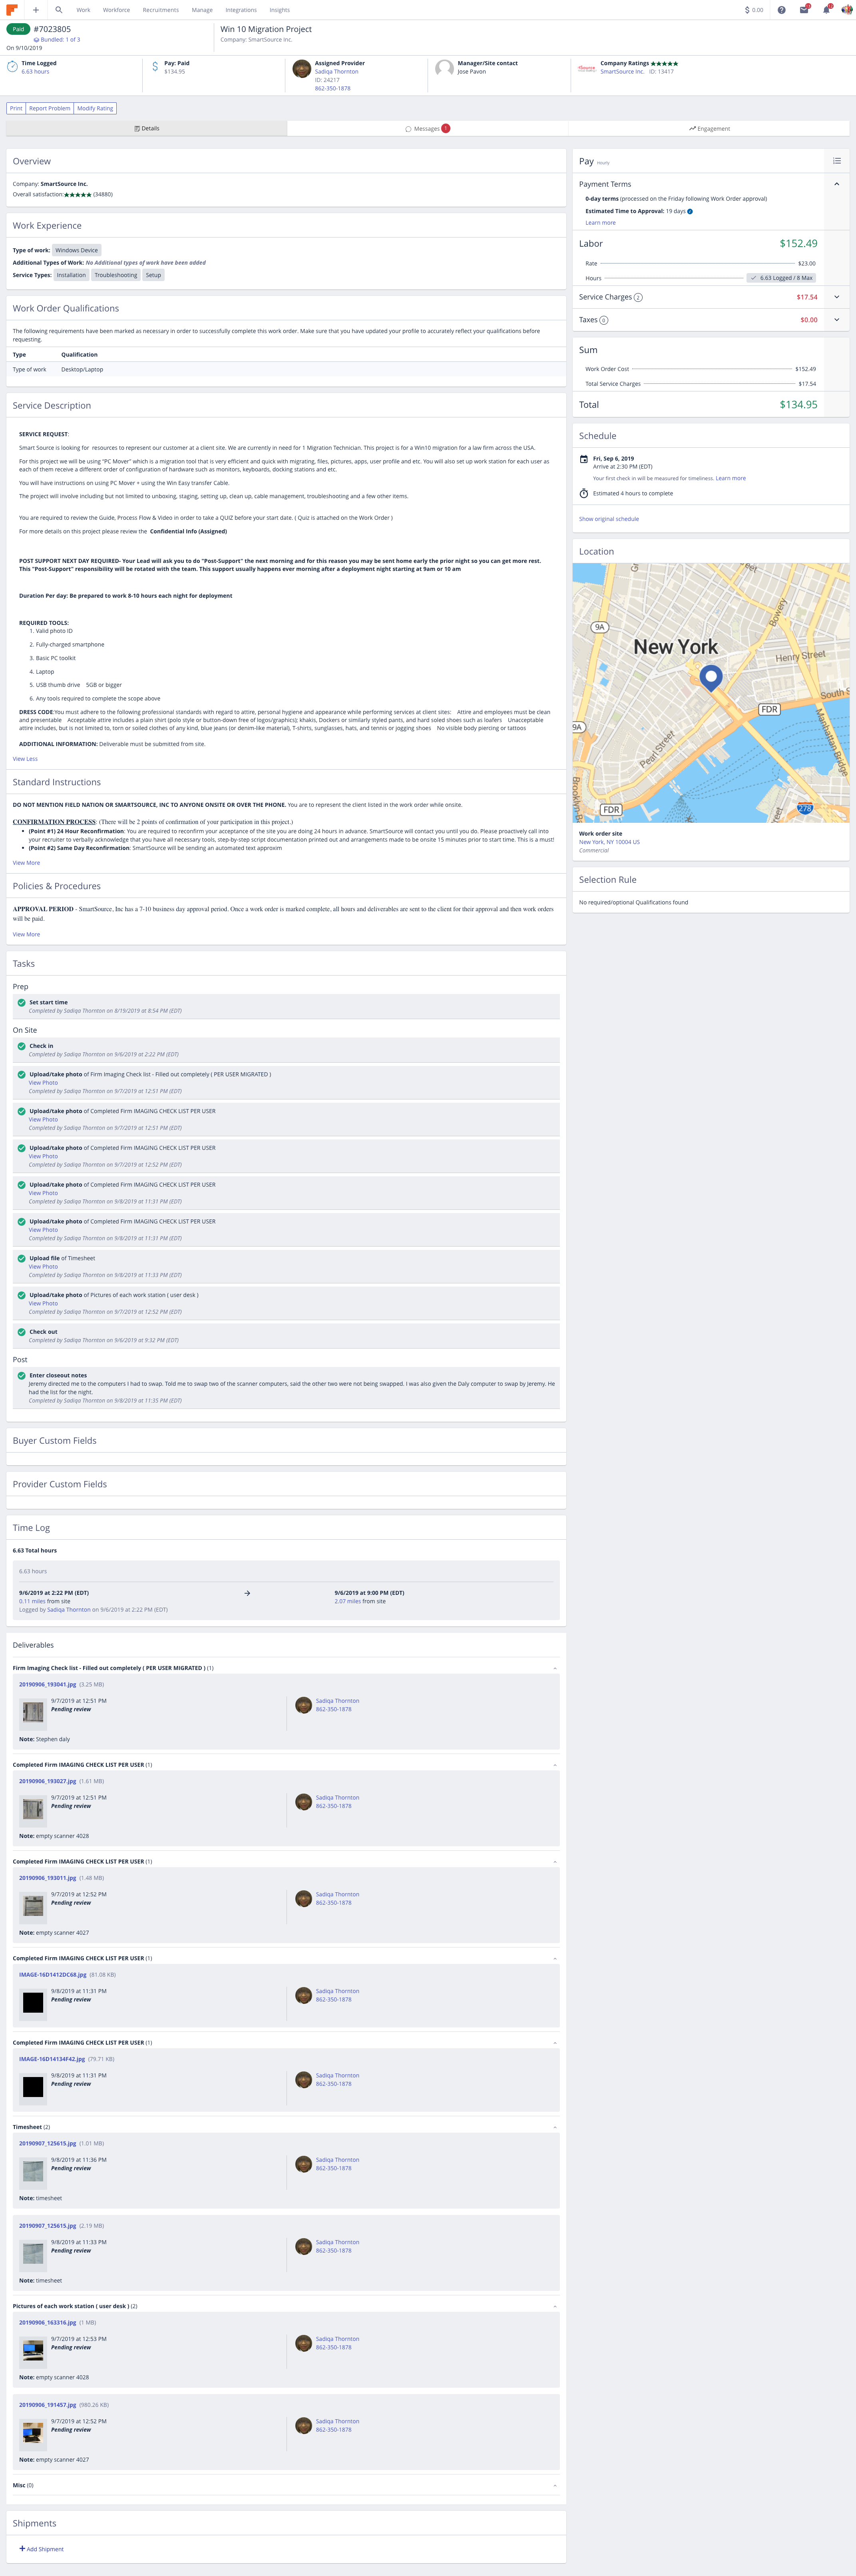 Work Workforce Recruitments Manage Integrations Insights
0.00
Paid #7023805
Bundled: 1 of 3
On 9/10/2019
Win 10 Migration Project
Company: SmartSource Inc.
Time Logged
6.63 hours
Pay: Paid
$134.95
Assigned Provider
Sadiqa Thornton
ID: 24217
862-350-1878
Manager/Site contact
Jose Pavon
Company Ratings ★★★★★
SmartSource Inc. ID: 13417
Print Report Problem Modify Rating
Details
Messages 1
Engagement
Overview
Company: SmartSource Inc.
Overall satisfaction: ★★★★★ (34880)
Work Experience
Type of work: Windows Device
Additional Types of Work: No Additional types of work have been added
Service Types: Installation Troubleshooting Setup
Work Order Qualifications
The following requirements have been marked as necessary in order to successfully complete this work order. Make sure that you have updated your profile to accurately reflect your qualifications before
requesting.
Type Qualification
Type of work Desktop/Laptop
Service Description
SERVICE REQUEST:
Smart Source is looking for resources to represent our customer at a client site. We are currently in need for 1 Migration Technician. This project is for a Win10 migration for a law firm across the USA.
For this project we will be using "PC Mover" which is a migration tool that is very efficient and quick with migrating, files, pictures, apps, user profile and etc. You will also set up work station for each user as
each of them receive a different order of configuration of hardware such as monitors, keyboards, docking stations and etc.
You will have instructions on using PC Mover + using the Win Easy transfer Cable.
The project will involve including but not limited to unboxing, staging, setting up, clean up, cable management, troubleshooting and a few other items.
You are required to review the Guide, Process Flow & Video in order to take a QUIZ before your start date. ( Quiz is attached on the Work Order )
For more details on this project please review the Confidential Info (Assigned)
POST SUPPORT NEXT DAY REQUIRED- Your Lead will ask you to do "Post-Support" the next morning and for this reason you may be sent home early the prior night so you can get more rest.
This "Post-Support" responsibility will be rotated with the team. This support usually happens ever morning after a deployment night starting at 9am or 10 am
Duration Per day: Be prepared to work 8-10 hours each night for deployment
REQUIRED TOOLS:
1. Valid photo ID
2. Fully-charged smartphone
3. Basic PC toolkit
4. Laptop
5. USB thumb drive 5GB or bigger
6. Any tools required to complete the scope above
DRESS CODE: You must adhere to the following professional standards with regard to attire, personal hygiene and appearance while performing services at client sites: Attire and employees must be clean
and presentable Acceptable attire includes a plain shirt (polo style or button-down free of logos/graphics); khakis, Dockers or similarly styled pants, and hard soled shoes such as loafers Unacceptable
attire includes, but is not limited to, torn or soiled clothes of any kind, blue jeans (or denim-like material), T-shirts, sunglasses, hats, and tennis or jogging shoes No visible body piercing or tattoos
ADDITIONAL INFORMATION: Deliverable must be submitted from site.
View Less
Standard Instructions
DO NOT MENTION FIELD NATION OR SMARTSOURCE, INC TO ANYONE ONSITE OR OVER THE PHONE. You are to represent the client listed in the work order while onsite.
CONFIRMATION PROCESS: (There will be 2 points of confirmation of your participation in this project.)
• (Point #1) 24 Hour Reconfirmation: You are required to reconfirm your acceptance of the site you are doing 24 hours in advance. SmartSource will contact you until you do. Please proactively call into
your recruiter to verbally acknowledge that you have all necessary tools, step-by-step script documentation printed out and arrangements made to be onsite 15 minutes prior to start time. This is a must!
• (Point #2) Same Day Reconfirmation: SmartSource will be sending an automated text approxim
View More
Policies & Procedures
APPROVAL PERIOD - SmartSource, Inc has a 7-10 business day approval period. Once a work order is marked complete, all hours and deliverables are sent to the client for their approval and then work orders
will be paid.
View More
Tasks
Prep
Set start time
Completed by Sadiqa Thornton on 8/19/2019 at 8:54 PM (EDT)
On Site
Check in
Completed by Sadiqa Thornton on 9/6/2019 at 2:22 PM (EDT)
Upload/take photo of Firm Imaging Check list - Filled out completely ( PER USER MIGRATED )
View Photo
Completed by Sadiqa Thornton on 9/7/2019 at 12:51 PM (EDT)
Upload/take photo of Completed Firm IMAGING CHECK LIST PER USER
View Photo
Completed by Sadiqa Thornton on 9/7/2019 at 12:51 PM (EDT)
Upload/take photo of Completed Firm IMAGING CHECK LIST PER USER
View Photo
Completed by Sadiqa Thornton on 9/7/2019 at 12:52 PM (EDT)
Upload/take photo of Completed Firm IMAGING CHECK LIST PER USER
View Photo
Completed by Sadiqa Thornton on 9/8/2019 at 11:31 PM (EDT)
Upload/take photo of Completed Firm IMAGING CHECK LIST PER USER
View Photo
Completed by Sadiqa Thornton on 9/8/2019 at 11:31 PM (EDT)
Upload file of Timesheet
View Photo
Completed by Sadiqa Thornton on 9/8/2019 at 11:33 PM (EDT)
Upload/take photo of Pictures of each work station ( user desk )
View Photo
Completed by Sadiqa Thornton on 9/7/2019 at 12:52 PM (EDT)
Check out
Completed by Sadiqa Thornton on 9/6/2019 at 9:32 PM (EDT)
Post
Enter closeout notes
Jeremy directed me to the computers I had to swap. Told me to swap two of the scanner computers, said the other two were not being swapped. I was also given the Daly computer to swap by Jeremy. He
had the list for the night.
Completed by Sadiqa Thornton on 9/8/2019 at 11:35 PM (EDT)
Buyer Custom Fields
Provider Custom Fields
Time Log
6.63 Total hours
6.63 hours
9/6/2019 at 2:22 PM (EDT) → 9/6/2019 at 9:00 PM (EDT)
0.11 miles from site 2.07 miles from site
Logged by Sadiqa Thornton on 9/6/2019 at 2:22 PM (EDT)
Deliverables
Firm Imaging Check list - Filled out completely ( PER USER MIGRATED ) (1)
20190906_193041.jpg (3.25 MB)
9/7/2019 at 12:51 PM Sadiqa Thornton
Pending review 862-350-1878
Note: Stephen daly
Completed Firm IMAGING CHECK LIST PER USER (1)
20190906_193027.jpg (1.61 MB)
9/7/2019 at 12:51 PM Sadiqa Thornton
Pending review 862-350-1878
Note: empty scanner 4028
Completed Firm IMAGING CHECK LIST PER USER (1)
20190906_193011.jpg (1.48 MB)
9/7/2019 at 12:52 PM Sadiqa Thornton
Pending review 862-350-1878
Note: empty scanner 4027
Completed Firm IMAGING CHECK LIST PER USER (1)
IMAGE-16D1412DC68.jpg (81.08 KB)
9/8/2019 at 11:31 PM Sadiqa Thornton
Pending review 862-350-1878
Completed Firm IMAGING CHECK LIST PER USER (1)
IMAGE-16D14134F42.jpg (79.71 KB)
9/8/2019 at 11:31 PM Sadiqa Thornton
Pending review 862-350-1878
Timesheet (2)
20190907_125615.jpg (1.01 MB)
9/8/2019 at 11:36 PM Sadiqa Thornton
Pending review 862-350-1878
Note: timesheet
20190907_125615.jpg (2.19 MB)
9/8/2019 at 11:33 PM Sadiqa Thornton
Pending review 862-350-1878
Note: timesheet
Pictures of each work station ( user desk ) (2)
20190906_163316.jpg (1 MB)
9/7/2019 at 12:53 PM Sadiqa Thornton
Pending review 862-350-1878
Note: empty scanner 4028
20190906_191457.jpg (980.26 KB)
9/7/2019 at 12:52 PM Sadiqa Thornton
Pending review 862-350-1878
Note: empty scanner 4027
Misc (0)
Shipments
+ Add Shipment
Pay Hourly
Payment Terms
0-day terms (processed on the Friday following Work Order approval)
Estimated Time to Approval: 19 days
Learn more
Labor $152.49
Rate $23.00
Hours 6.63 Logged / 8 Max
Service Charges 2 $17.54
Taxes 0 $0.00
Sum
Work Order Cost $152.49
Total Service Charges $17.54
Total $134.95
Schedule
Fri, Sep 6, 2019
Arrive at 2:30 PM (EDT)
Your first check in will be measured for timeliness. Learn more
Estimated 4 hours to complete
Show original schedule
Location
9A
New York
Bowery
Henry Street
South S
FDR
9A
Pearl Street
Manhattan Bridge
Brooklyn B
FDR
278
Work order site
New York, NY 10004 US
Commercial
Selection Rule
No required/optional Qualifications found